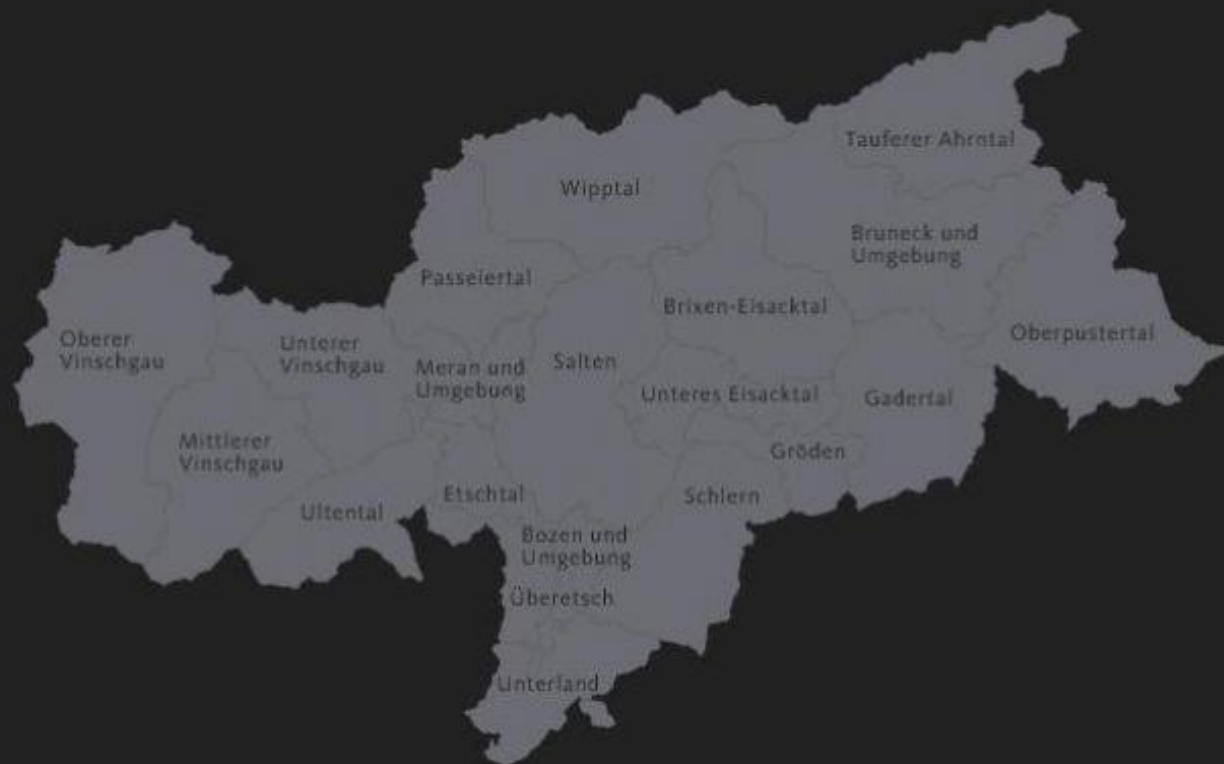 Tauferer Ahrntal
Wipptal
Bruneck und
Umgebung
Passeiertal
Brixen-Eisacktal
Oberer
Vinschgau
Unterer
Vinschgau
Meran und
Umgebung
Salten
Oberpustertal
Unteres Eisacktal
Gadertal
Mittlerer
Vinschgau
Gröden
Ultental
Etschtal
Schlern
Bozen und
Umgebung
Überetsch
Unterland